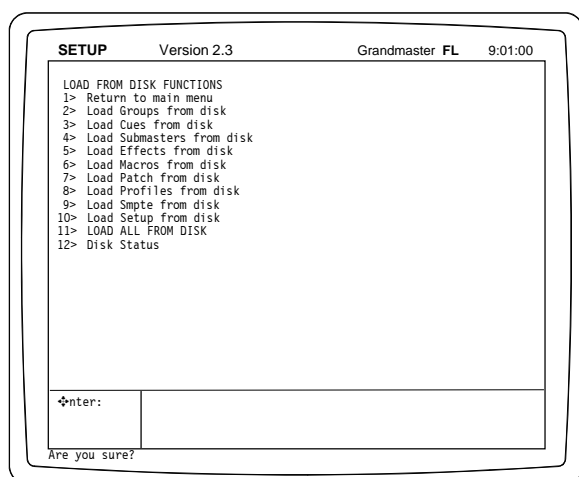 SETUP Version 2.3 Grandmaster FL 9:01:00
LOAD FROM DISK FUNCTIONS
1> Return to main menu
2> Load Groups from disk
3> Load Cues from disk
4> Load Submasters from disk
5> Load Effects from disk
6> Load Macros from disk
7> Load Patch from disk
8> Load Profiles from disk
9> Load Smpte from disk
10> Load Setup from disk
11> LOAD ALL FROM DISK
12> Disk Status
✣nter:
Are you sure?